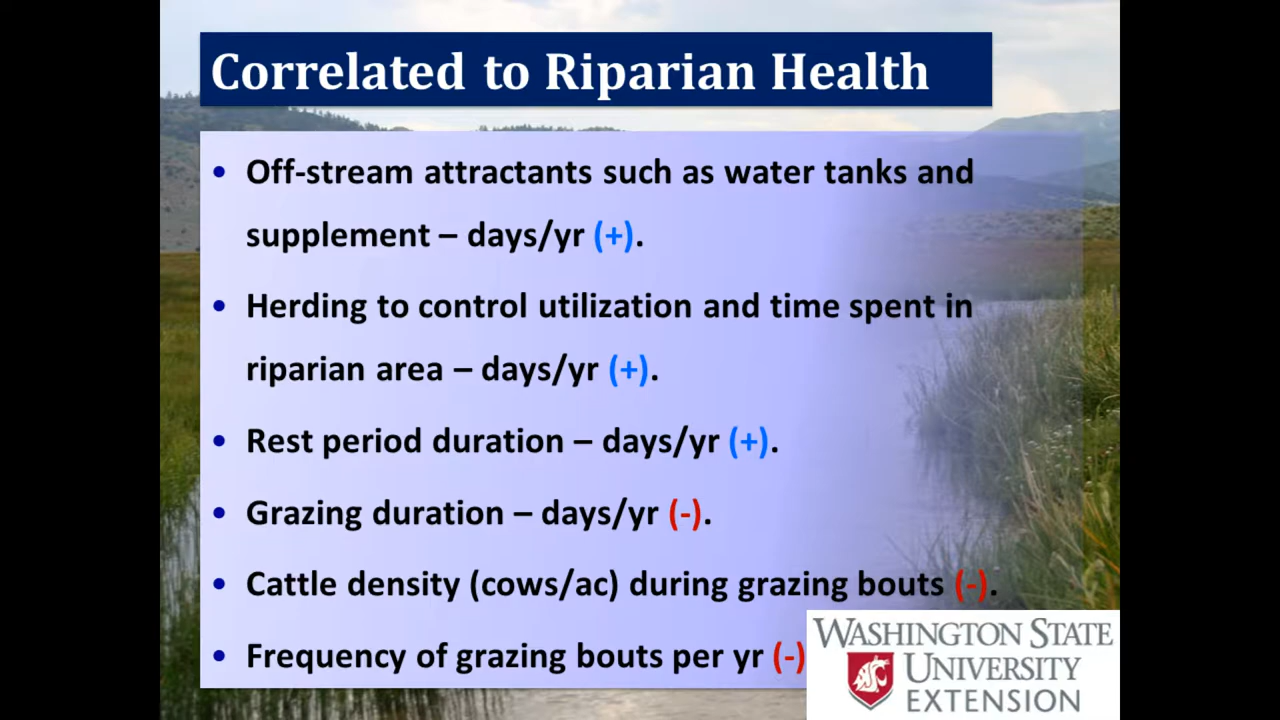 Correlated to Riparian Health
• Off-stream attractants such as water tanks and
supplement – days/yr (+).
• Herding to control utilization and time spent in
riparian area – days/yr (+).
• Rest period duration – days/yr (+).
• Grazing duration – days/yr (-).
• Cattle density (cows/ac) during grazing bouts (-).
• Frequency of grazing bouts per yr (-)
WASHINGTON STATE
UNIVERSITY
EXTENSION